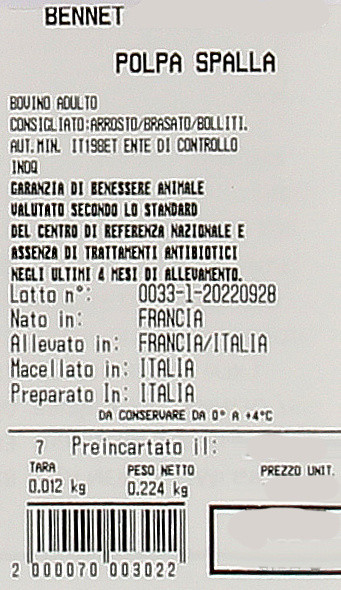 BENNET
POLPA SPALLA
BOVINO ADULTO
CONSIGLIATO:ARROSTO/BRASATO/BOLLITI.
AUT.MIN. IT198ET ENTE DI CONTROLLO
INOQ
GARANZIA DI BENESSERE ANIMALE
VALUTATO SECONDO LO STANDARD
DEL CENTRO DI REFERENZA NAZIONALE E
ASSENZA DI TRATTAMENTI ANTIBIOTICI
NEGLI ULTIMI 4 MESI DI ALLEVAMENTO.
Lotto n°: 0033-1-20220928
Nato in: FRANCIA
Allevato in: FRANCIA/ITALIA
Macellato in: ITALIA
Preparato In: ITALIA
DA CONSERVARE DA 0° A +4°C
7 Preincartato il:
TARA PESO NETTO PREZZO UNIT.
0.012 kg 0.224 kg
2 000070 003022